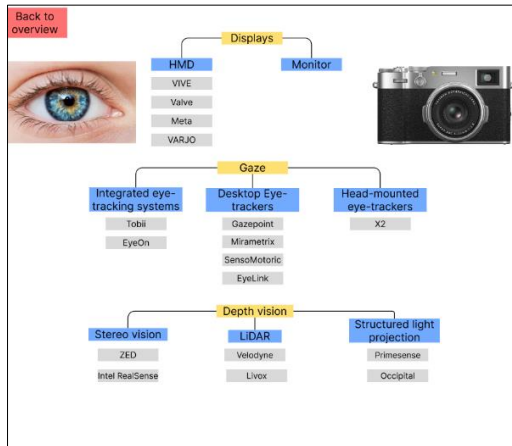 Back to
overview
Displays
HMD
Monitor
VIVE
Valve
Meta
VARJO
Gaze
Integrated eye-
tracking systems
Desktop Eye-
trackers
Head-mounted
eye-trackers
Tobii
Gazepoint
X2
EyeOn
Mirametrix
SensoMotoric
EyeLink
Depth vision
Stereo vision
LiDAR
Structured light
projection
ZED
Velodyne
Primesense
Intel RealSense
Livox
Occipital